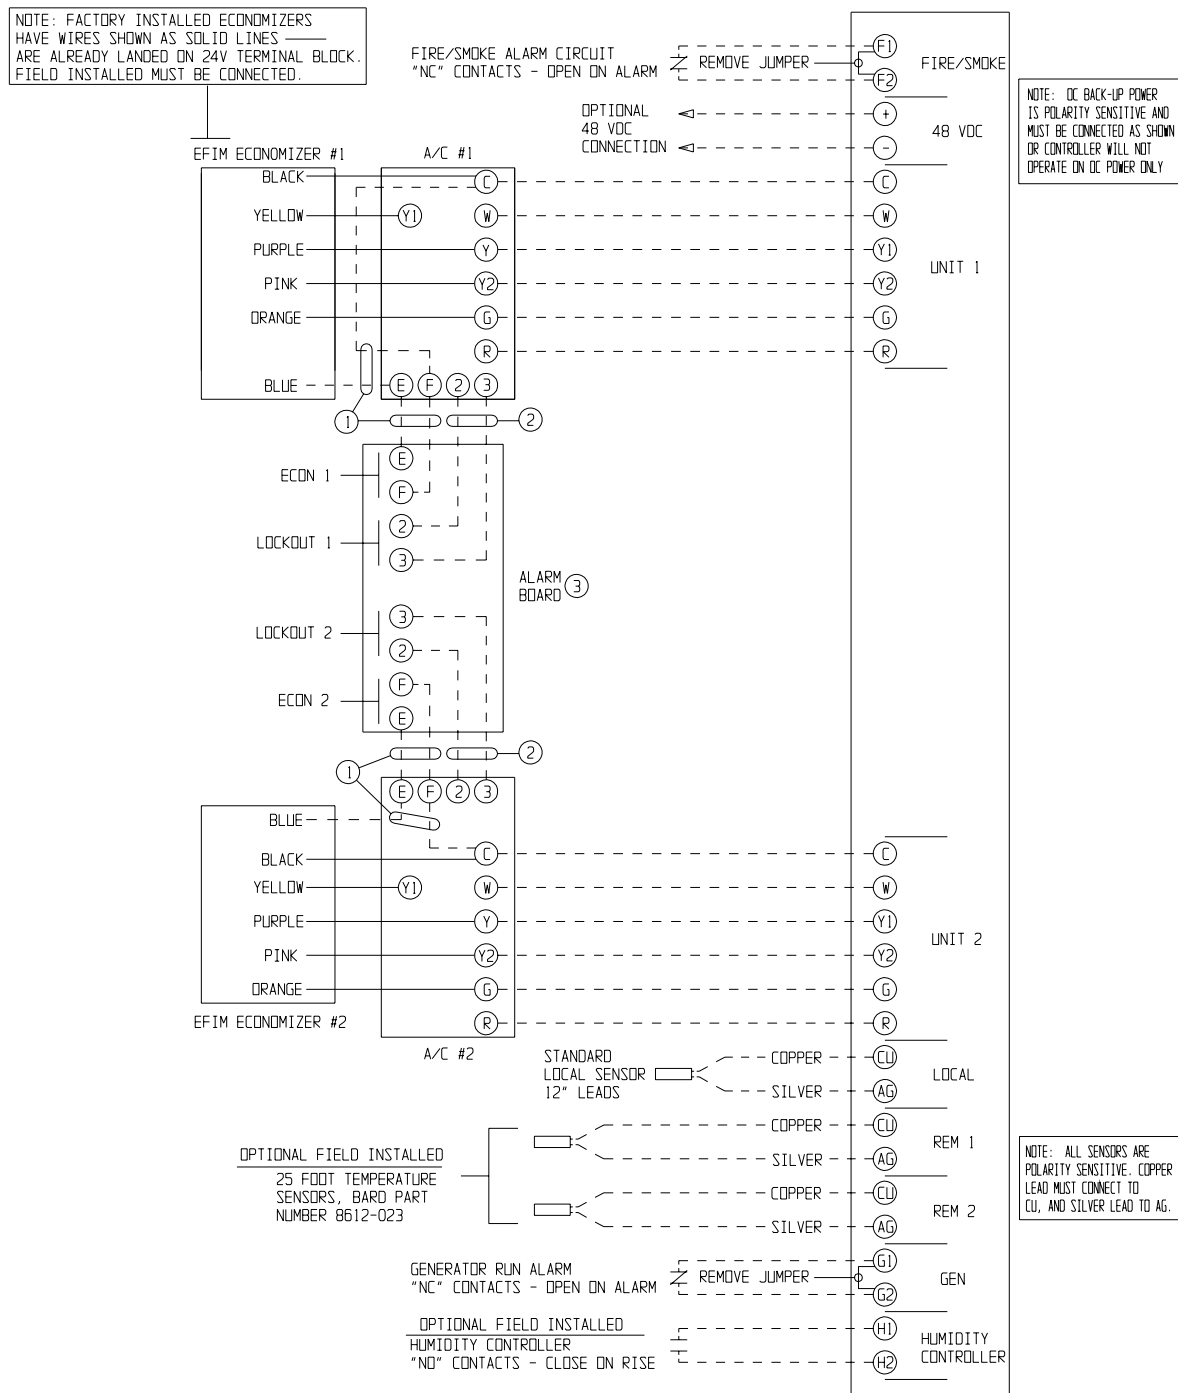 NOTE: FACTORY INSTALLED ECONOMIZERS
HAVE WIRES SHOWN AS SOLID LINES
ARE ALREADY LANDED ON 24V TERMINAL BLOCK.
FIELD INSTALLED MUST BE CONNECTED.
FIRE/SMOKE ALARM CIRCUIT
"NC" CONTACTS - OPEN ON ALARM
REMOVE JUMPER
F1
F2
FIRE/SMOKE
OPTIONAL
48 VDC
CONNECTION
+
-
48 VDC
NOTE: DC BACK-UP POWER
IS POLARITY SENSITIVE AND
MUST BE CONNECTED AS SHOWN
OR CONTROLLER WILL NOT
OPERATE ON DC POWER ONLY
EFIM ECONOMIZER #1
A/C #1
BLACK
C
C
YELLOW
Y1
W
W
PURPLE
Y
Y1
UNIT 1
PINK
Y2
Y2
ORANGE
G
G
R
R
BLUE
E
F
2
3
1
2
ECON 1
E
F
LOCKOUT 1
2
3
ALARM
BOARD
3
LOCKOUT 2
3
2
ECON 2
F
E
1
2
E
F
2
3
BLUE
BLACK
C
C
YELLOW
Y1
W
W
PURPLE
Y
Y1
UNIT 2
PINK
Y2
Y2
ORANGE
G
G
EFIM ECONOMIZER #2
R
R
A/C #2
STANDARD
LOCAL SENSOR
12" LEADS
COPPER
CU
SILVER
AG
LOCAL
OPTIONAL FIELD INSTALLED
25 FOOT TEMPERATURE
SENSORS, BARD PART
NUMBER 8612-023
COPPER
CU
SILVER
AG
REM 1
COPPER
CU
SILVER
AG
REM 2
NOTE: ALL SENSORS ARE
POLARITY SENSITIVE. COPPER
LEAD MUST CONNECT TO
CU, AND SILVER LEAD TO AG.
GENERATOR RUN ALARM
"NC" CONTACTS - OPEN ON ALARM
REMOVE JUMPER
G1
G2
GEN
OPTIONAL FIELD INSTALLED
HUMIDITY CONTROLLER
"NO" CONTACTS - CLOSE ON RISE
H1
H2
HUMIDITY
CONTROLLER